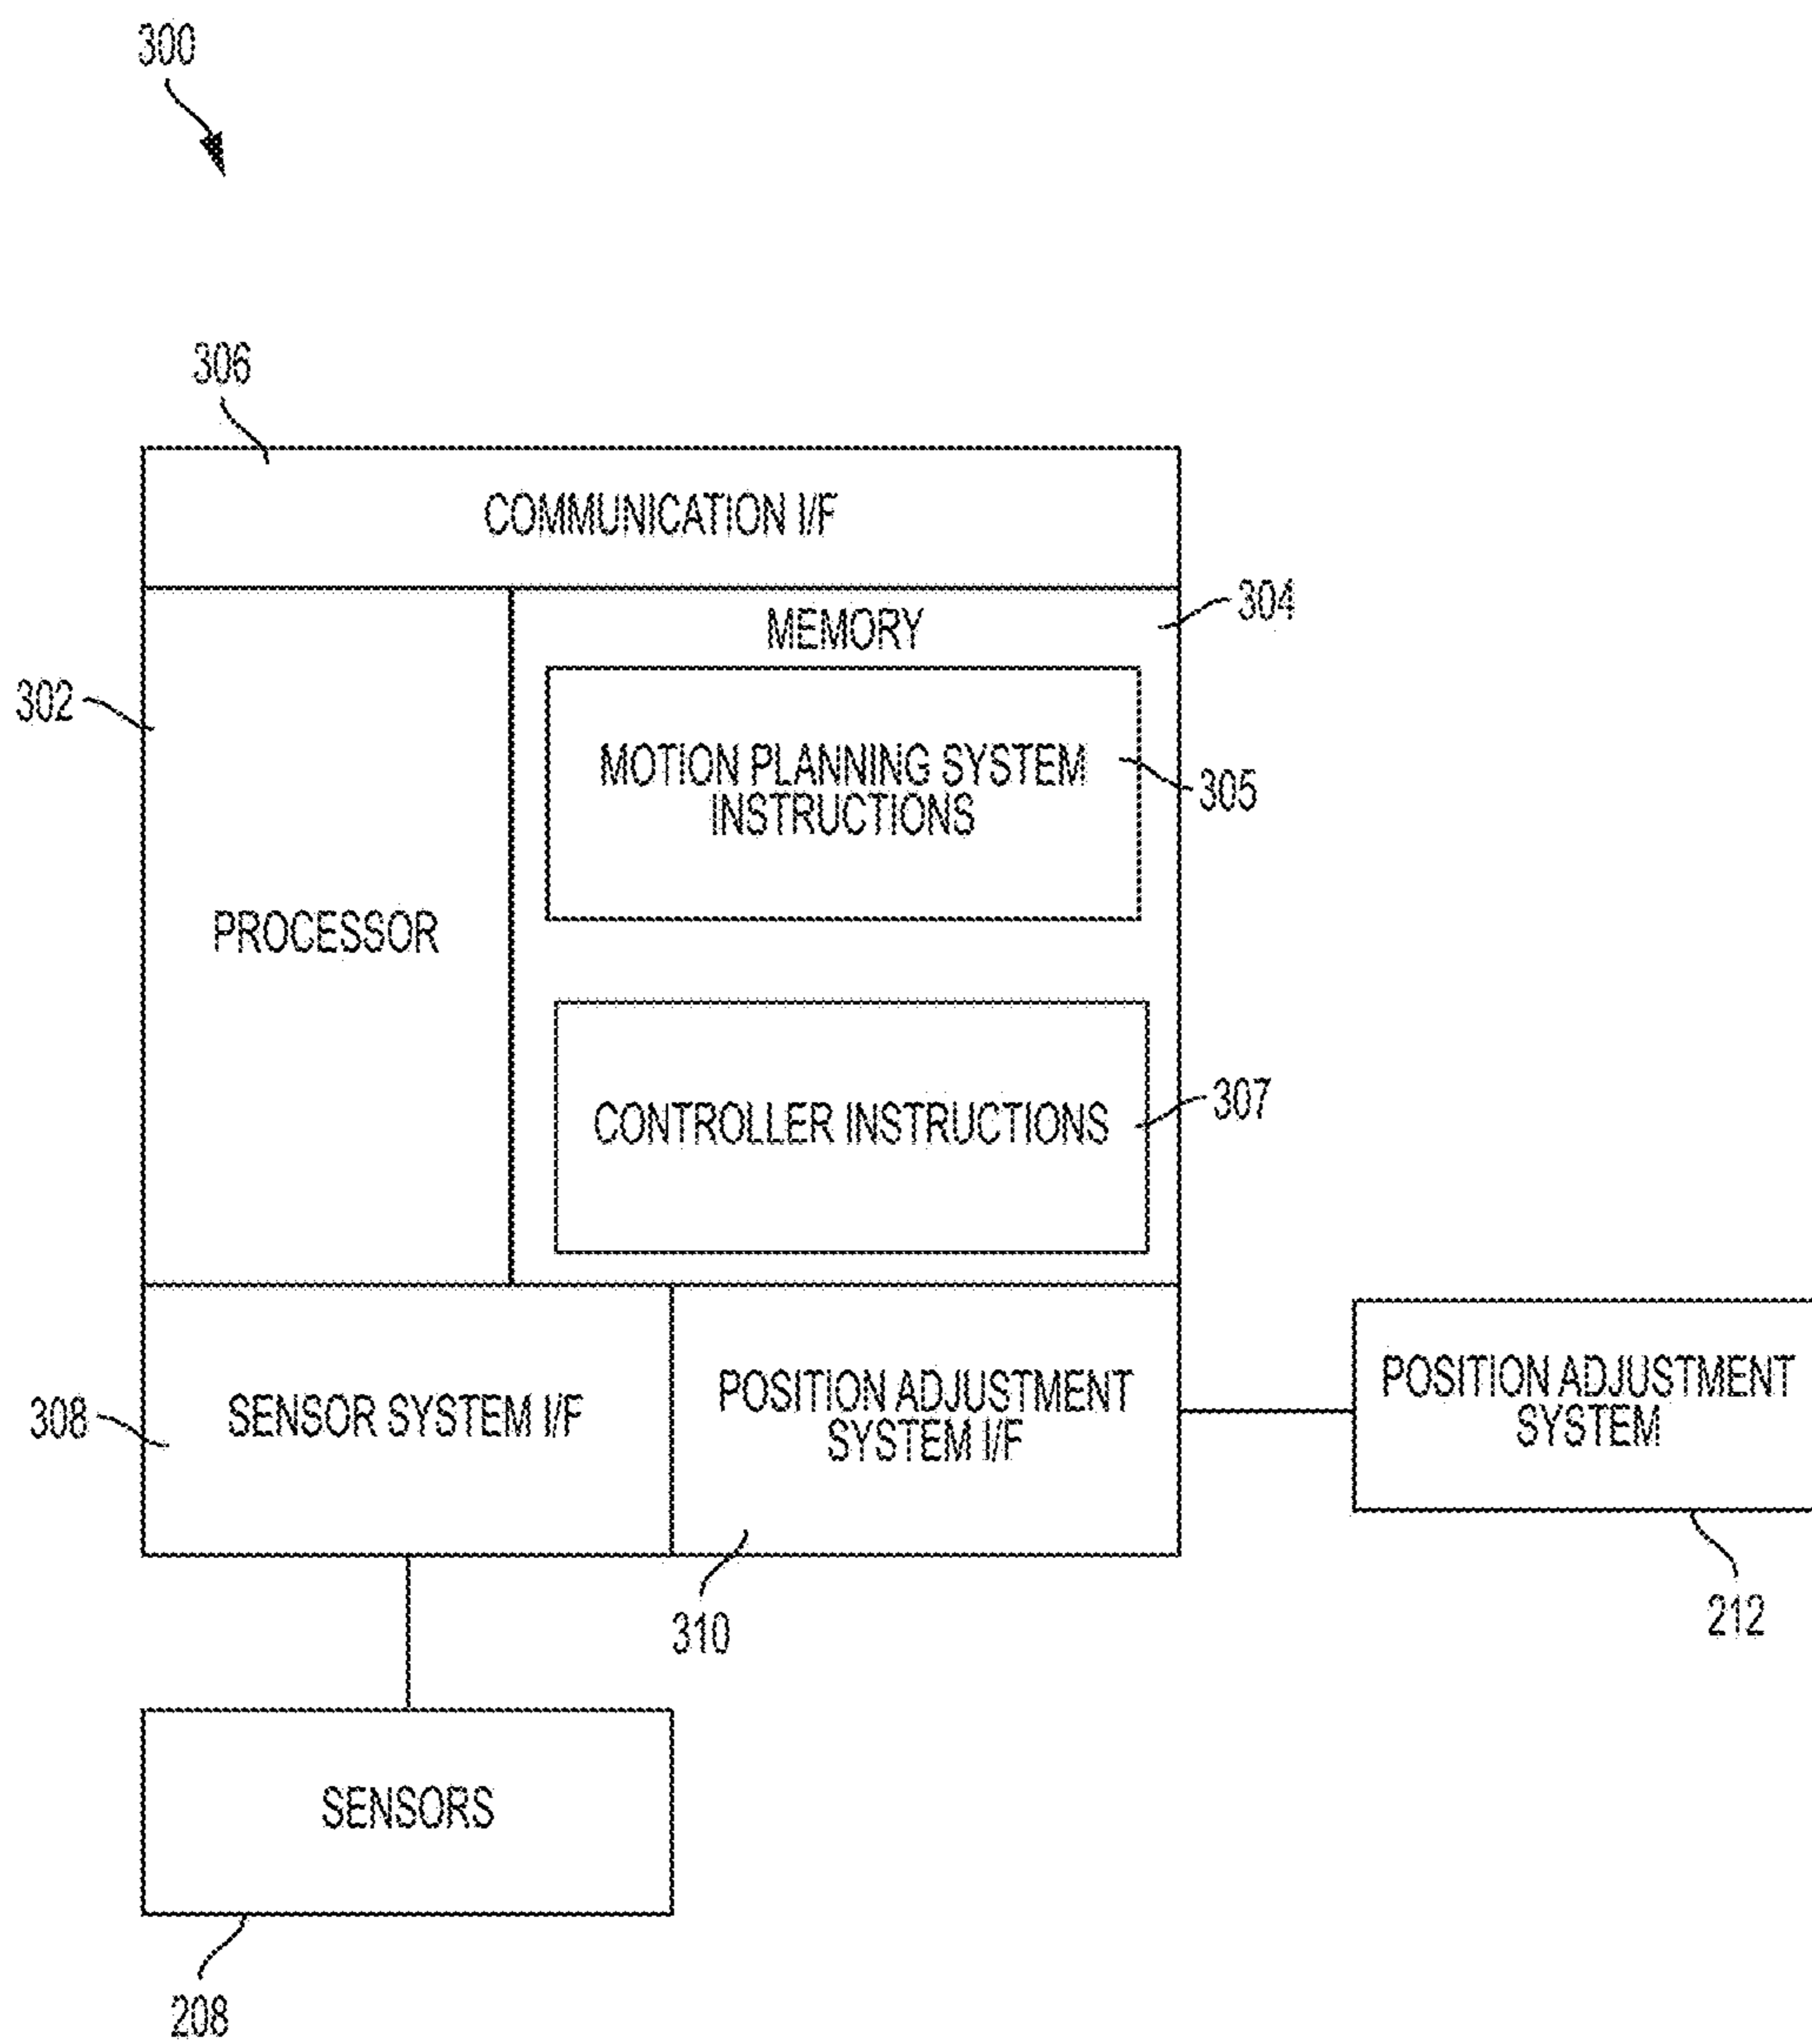 300
306
COMMUNICATION I/F
304
MEMORY
302
MOTION PLANNING SYSTEM
INSTRUCTIONS
305
PROCESSOR
CONTROLLER INSTRUCTIONS
307
308
SENSOR SYSTEM I/F
POSITION ADJUSTMENT
SYSTEM I/F
POSITION ADJUSTMENT
SYSTEM
310
212
SENSORS
208